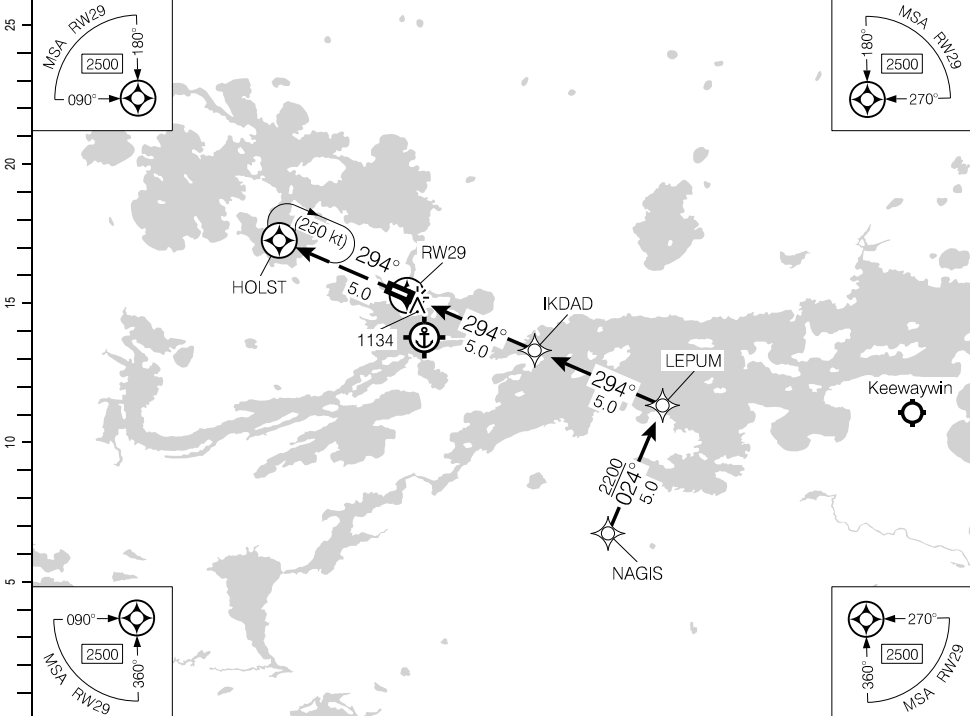 25
20
15
10
5
MSA RW29
180°
2500
090°
MSA RW29
180°
2500
270°
(250 kt)
294°
5.0
HOLST
RW29
1134
294°
5.0
IKDAD
294°
5.0
LEPUM
Keewaywin
2200
024°
5.0
NAGIS
090°
2500
360°
MSA RW29
270°
2500
360°
MSA RW29